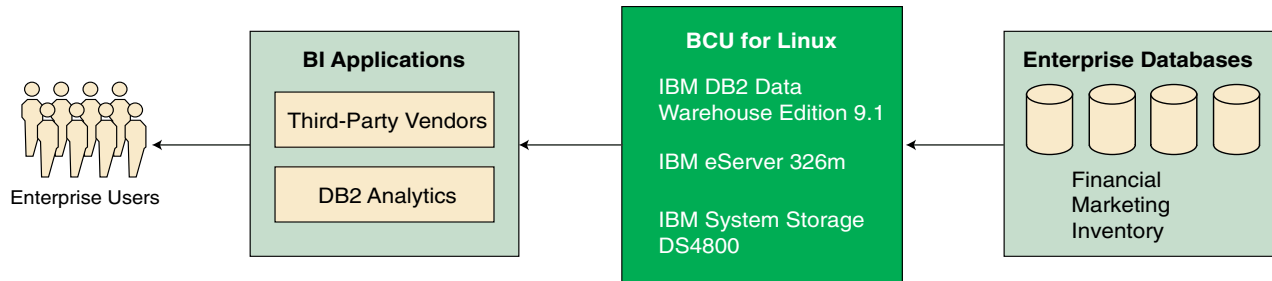 Enterprise Users
BI Applications
Third-Party Vendors
DB2 Analytics
BCU for Linux
IBM DB2 Data
Warehouse Edition 9.1
IBM eServer 326m
IBM System Storage
DS4800
Enterprise Databases
Financial
Marketing
Inventory